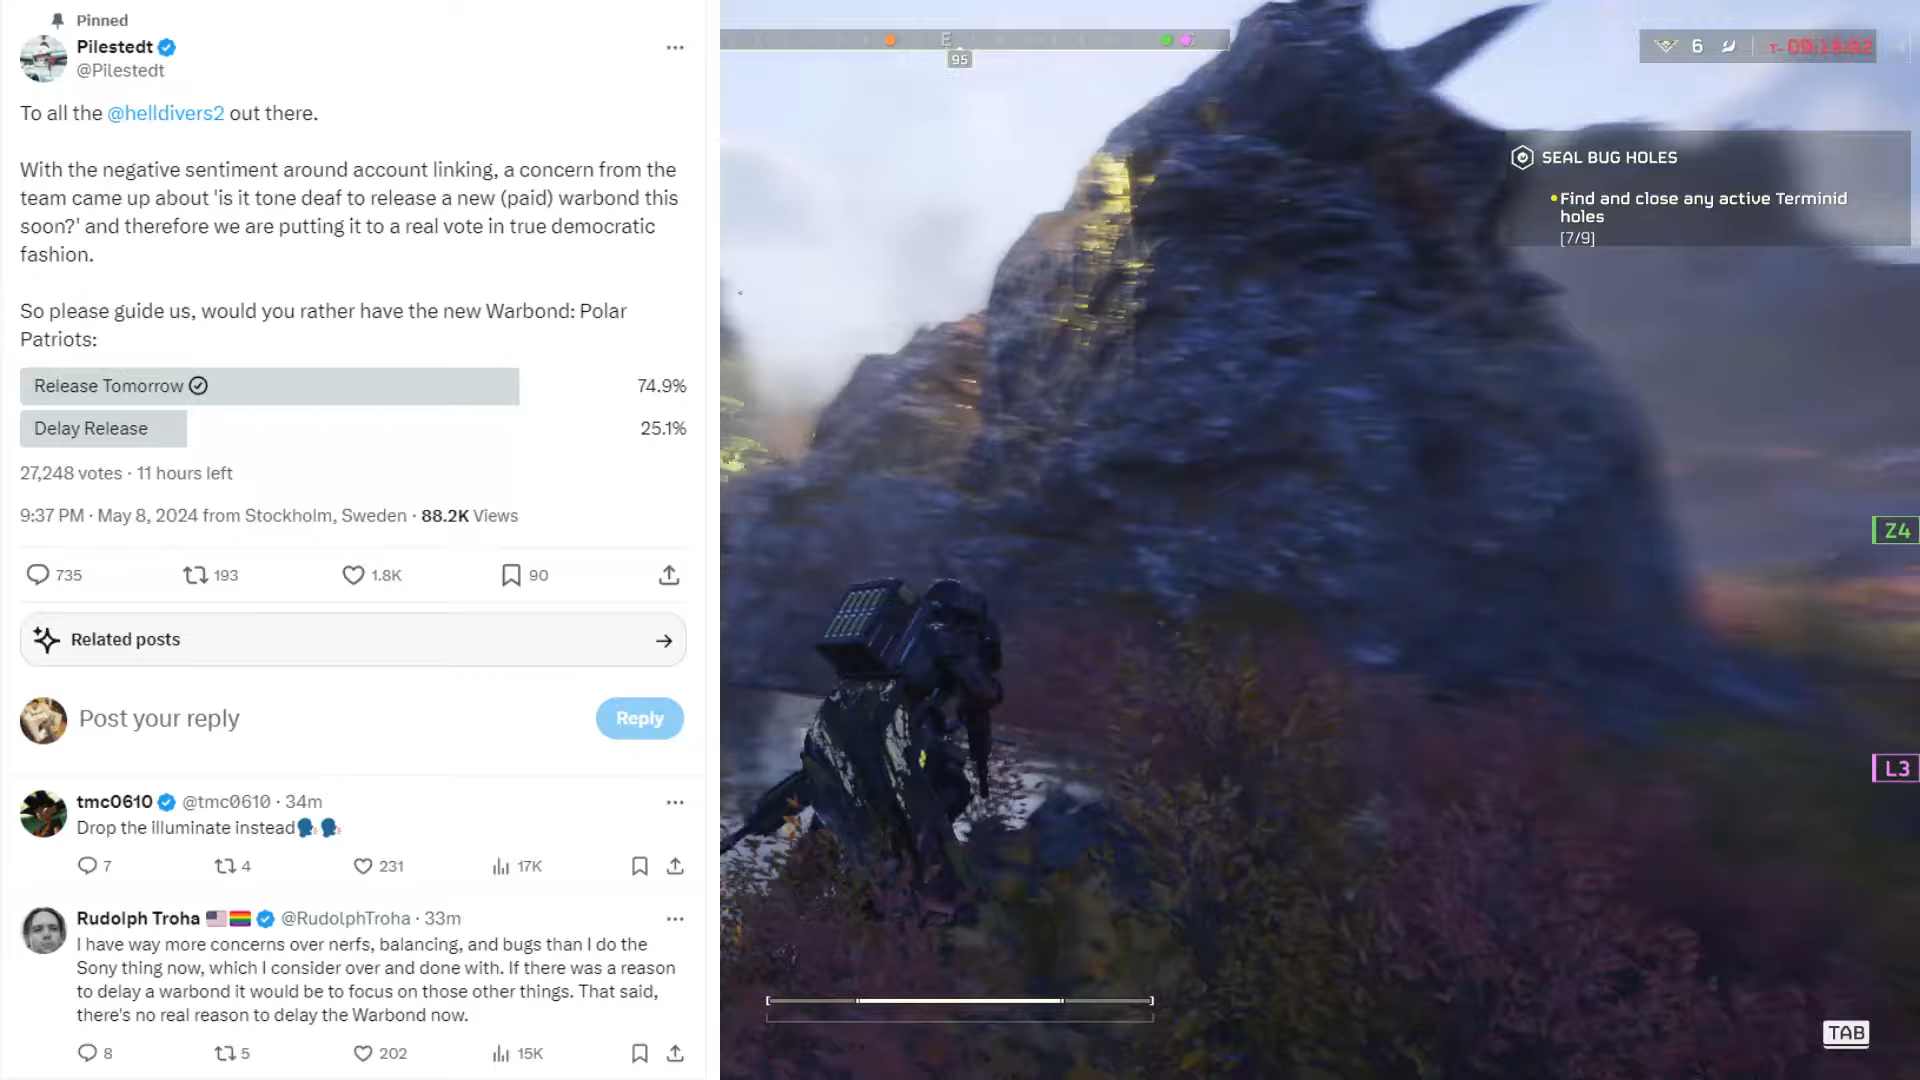 Pinned
Pilestedt
@Pilestedt
To all the @helldivers2 out there.
With the negative sentiment around account linking, a concern from the
team came up about 'is it tone deaf to release a new (paid) warbond this
soon?' and therefore we are putting it to a real vote in true democratic
fashion.
So please guide us, would you rather have the new Warbond: Polar
Patriots:
Release Tomorrow 74.9%
Delay Release 25.1%
27,248 votes · 11 hours left
9:37 PM · May 8, 2024 from Stockholm, Sweden · 88.2K Views
735 193 1.8K 90
Related posts
Post your reply Reply
tmc0610 @tmc0610 · 34m
Drop the illuminate instead
7 4 231 17K
Rudolph Troha @RudolphTroha · 33m
I have way more concerns over nerfs, balancing, and bugs than I do the
Sony thing now, which I consider over and done with. If there was a reason
to delay a warbond it would be to focus on those other things. That said,
there's no real reason to delay the Warbond now.
8 5 202 15K
E
95
6
SEAL BUG HOLES
Find and close any active Terminid
holes
[7/9]
Z4
L3
TAB